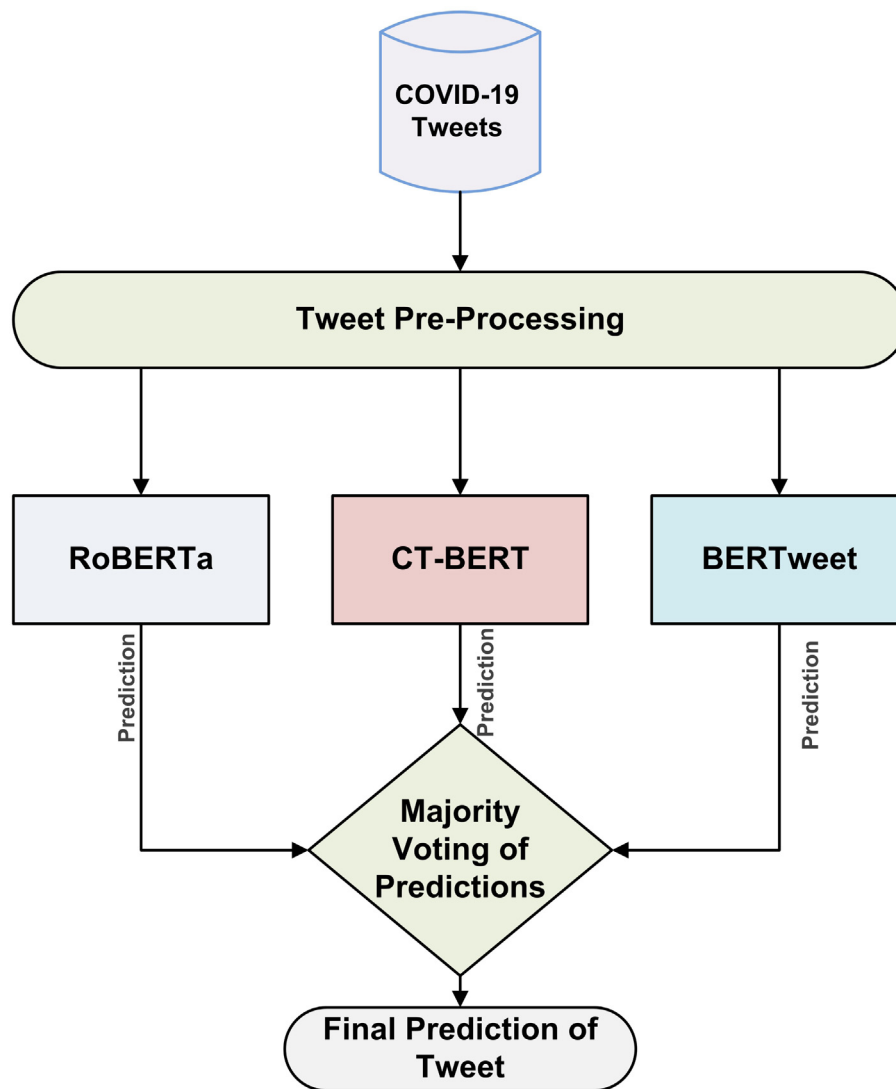 COVID-19
Tweets
Tweet Pre-Processing
RoBERTa
CT-BERT
BERTweet
Prediction
Prediction
Prediction
Majority
Voting of
Predictions
Final Prediction of
Tweet